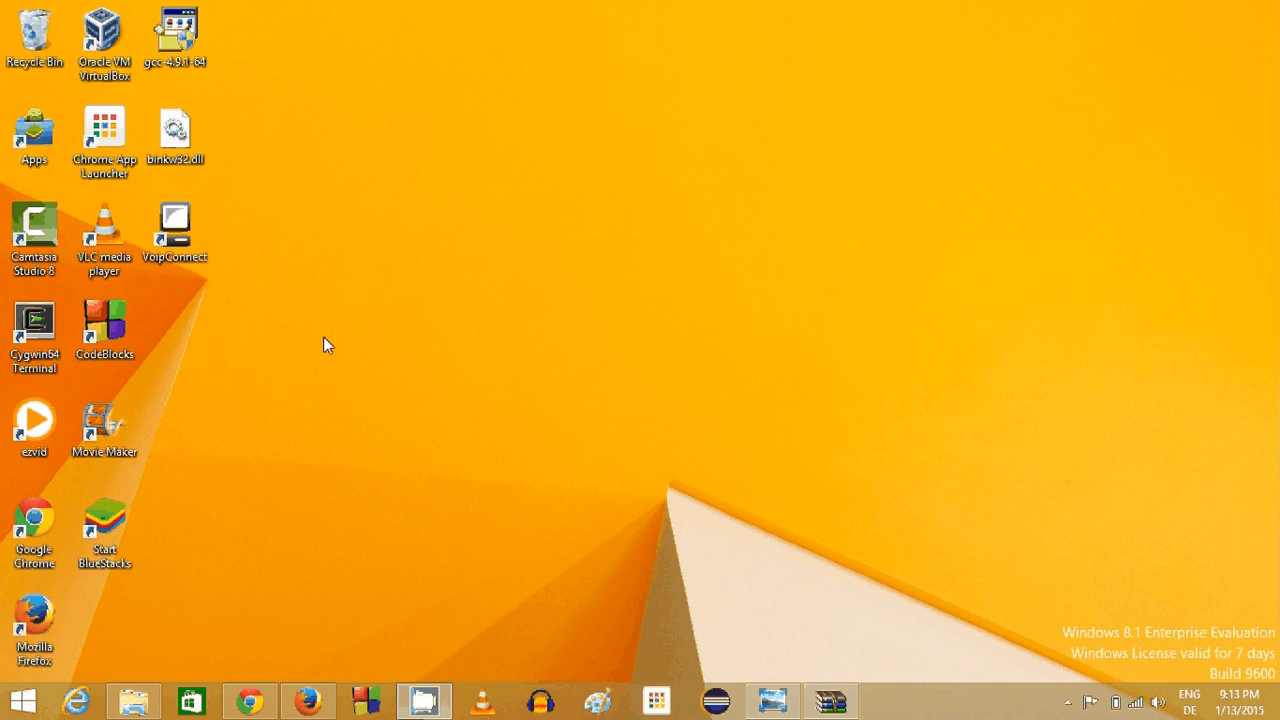 Recycle Bin
Oracle VM
VirtualBox
gcc-4.9.1-64
Apps
Chrome App
Launcher
binkw32.dll
Camtasia
Studio 8
VLC media
player
VoipConnect
Cygwin64
Terminal
CodeBlocks
ezvid
Movie Maker
Google
Chrome
Start
BlueStacks
Mozilla
Firefox
Windows 8.1 Enterprise Evaluation
Windows License valid for 7 days
Build 9600
ENG
DE
9:13 PM
1/13/2015